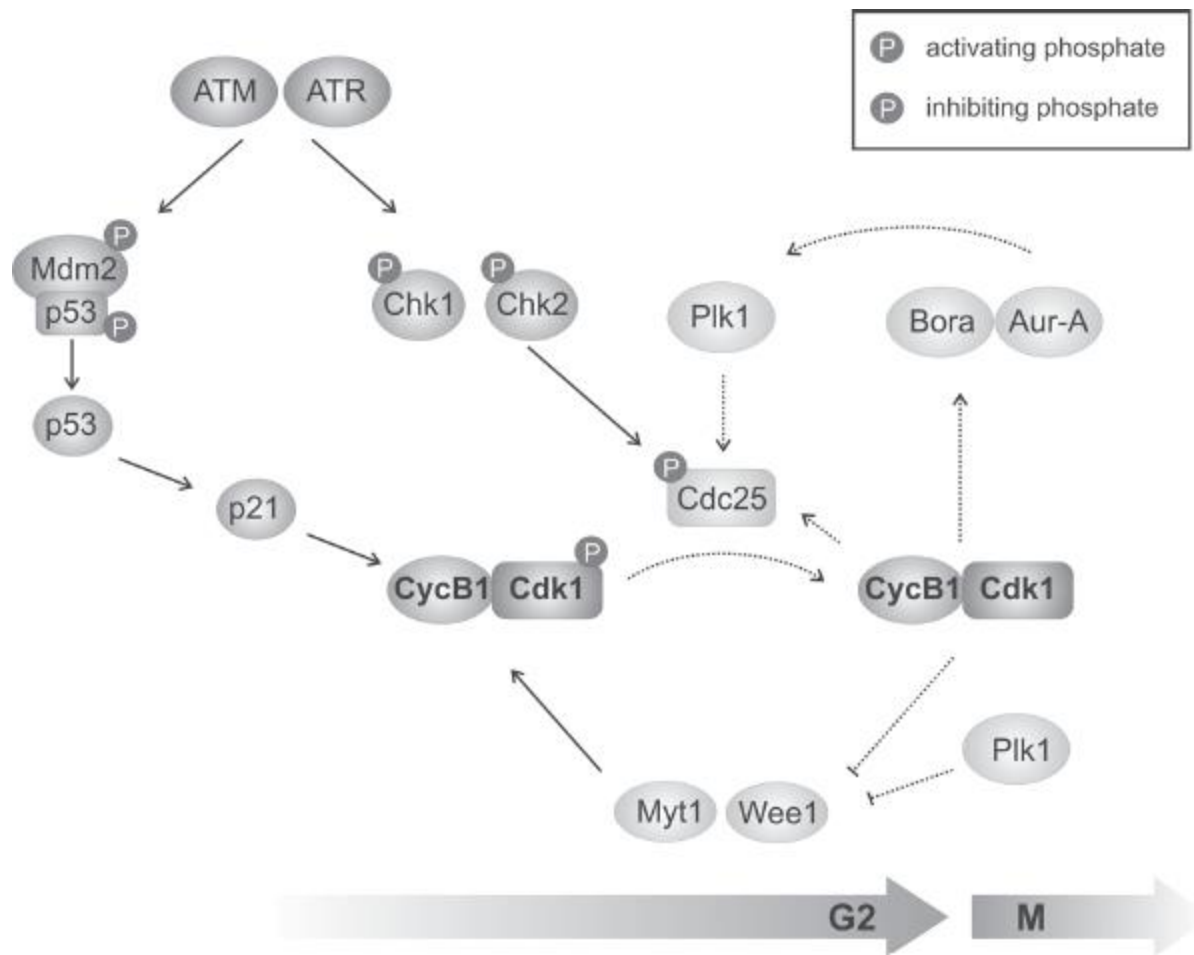 P activating phosphate
P inhibiting phosphate
ATM ATR
P
Mdm2
p53
P
P
Chk1
P
Chk2
Plk1
Bora Aur-A
p53
p21
P
Cdc25
P
CycB1 Cdk1
CycB1 Cdk1
Plk1
Myt1 Wee1
G2 M